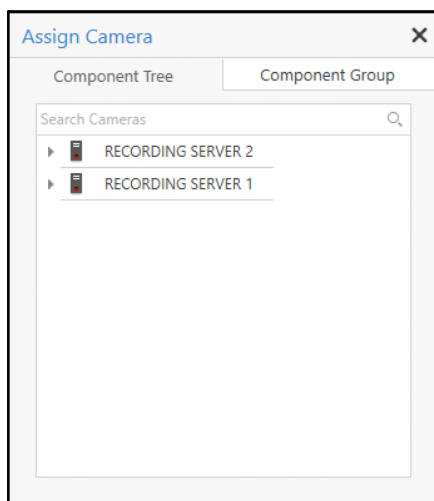 Assign Camera
Component Tree
Component Group
Search Cameras
RECORDING SERVER 2
RECORDING SERVER 1